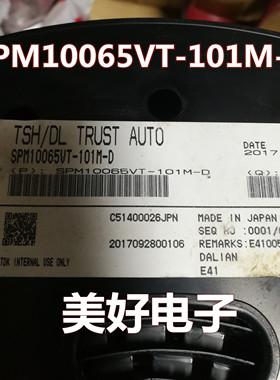 PM10065VT-101M-
TSH/DL TRUST AUTO
DATE
SPM10065VT-101M-D
2017
(P): SPM10065VT-101M-D
(Q):
C51400026JPN
MADE IN JAPAN
SEQ NO :0001/
2017092800106
REMARKS:E41005
TDK INTERNAL USE ONLY
DALIAN
E41
美好电子